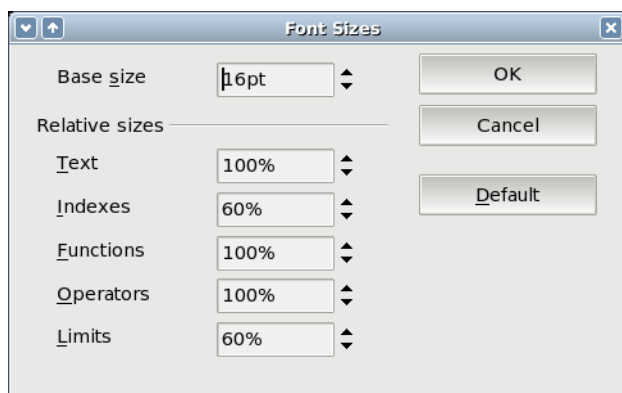 Font Sizes
Base size 16pt OK
Relative sizes Cancel
Text 100%
Indexes 60% Default
Functions 100%
Operators 100%
Limits 60%